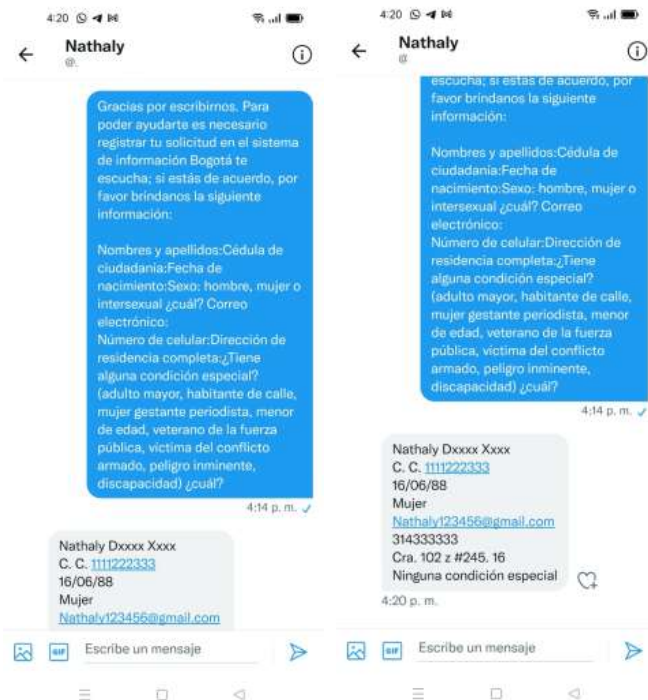 4:20
Nathaly
@.
Gracias por escribirnos. Para
poder ayudarte es necesario
registrar tu solicitud en el sistema
de información Bogotá te
escucha; si estás de acuerdo, por
favor brindanos la siguiente
información:
Nombres y apellidos:Cédula de
ciudadania:Fecha de
nacimiento:Sexo: hombre, mujer o
intersexual ¿cuál? Correo
electrónico:
Número de celular:Dirección de
residencia completa:¿Tiene
alguna condición especial?
(adulto mayor, habitante de calle,
mujer gestante periodista, menor
de edad, veterano de la fuerza
pública, víctima del conflicto
armado, peligro inminente,
discapacidad) ¿cuál?
4:14 p. m.
Nathaly Dxxxx Xxxx
C. C. 1111222333
16/06/88
Mujer
Nathaly123456@gmail.com
GIF
Escribe un mensaje
4:20
Nathaly
@
escucha; si estás de acuerdo, por
favor brindanos la siguiente
información:
Nombres y apellidos:Cédula de
ciudadania:Fecha de
nacimiento:Sexo: hombre, mujer o
intersexual ¿cuál? Correo
electrónico:
Número de celular:Dirección de
residencia completa:¿Tiene
alguna condición especial?
(adulto mayor, habitante de calle,
mujer gestante periodista, menor
de edad, veterano de la fuerza
pública, víctima del conflicto
armado, peligro inminente,
discapacidad) ¿cuál?
4:14 p. m.
Nathaly Dxxxx Xxxx
C. C. 1111222333
16/06/88
Mujer
Nathaly123456@gmail.com
314333333
Cra. 102 z #245. 16
Ninguna condición especial
4:20 p. m.
GIF
Escribe un mensaje